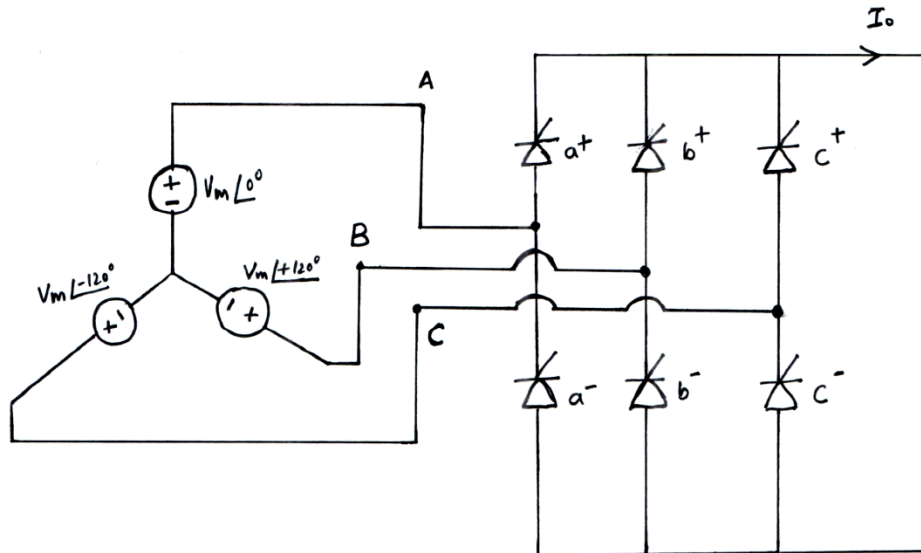 I₀
A
a⁺
b⁺
c⁺
+
-
Vm∠0°
B
Vm∠-120°
Vm∠+120°
+
-
-
+
C
a⁻
b⁻
c⁻